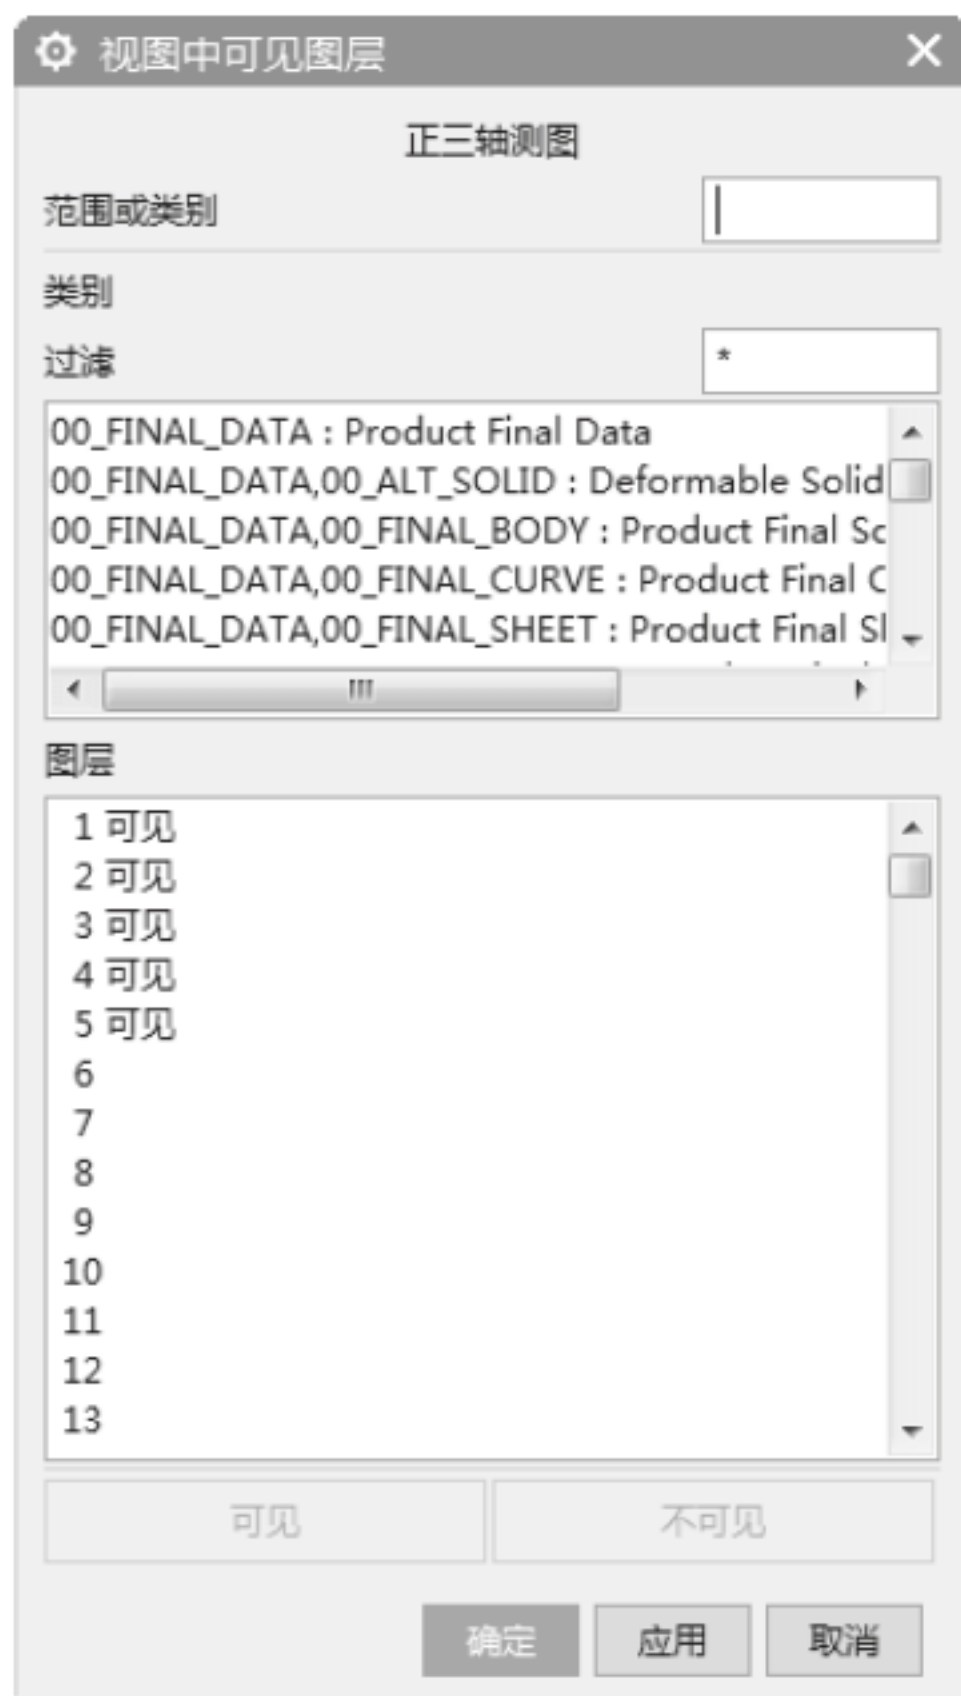 视图中可见图层
正三轴测图
范围或类别
类别
过滤 *
00_FINAL_DATA : Product Final Data
00_FINAL_DATA,00_ALT_SOLID : Deformable Solid
00_FINAL_DATA,00_FINAL_BODY : Product Final Sc
00_FINAL_DATA,00_FINAL_CURVE : Product Final C
00_FINAL_DATA,00_FINAL_SHEET : Product Final Sl
图层
1 可见
2 可见
3 可见
4 可见
5 可见
6
7
8
9
10
11
12
13
可见 不可见
确定 应用 取消